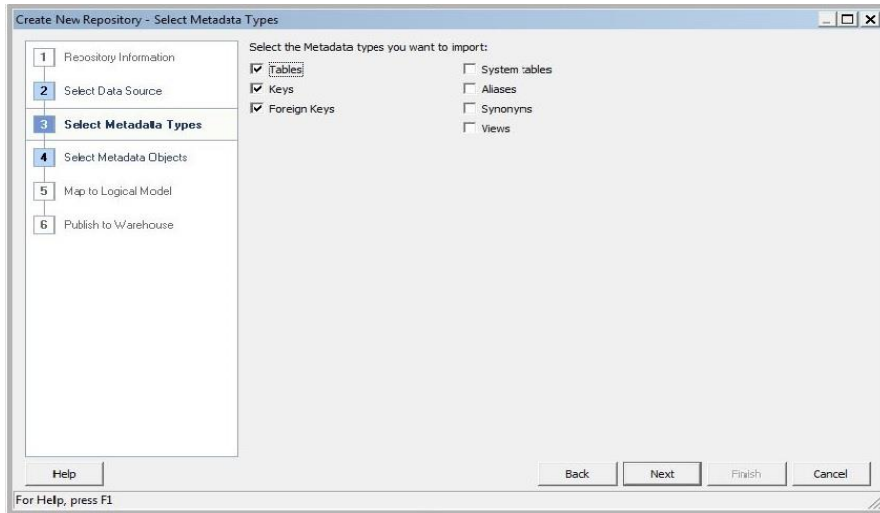 Create New Repository - Select Metadata Types
1 Repository Information
2 Select Data Source
3 Select Metadata Types
4 Select Metadata Objects
5 Map to Logical Model
6 Publish to Warehouse
Select the Metadata types you want to import:
Tables
Keys
Foreign Keys
System tables
Aliases
Synonyms
Views
Help
Back
Next
Finish
Cancel
For Help, press F1